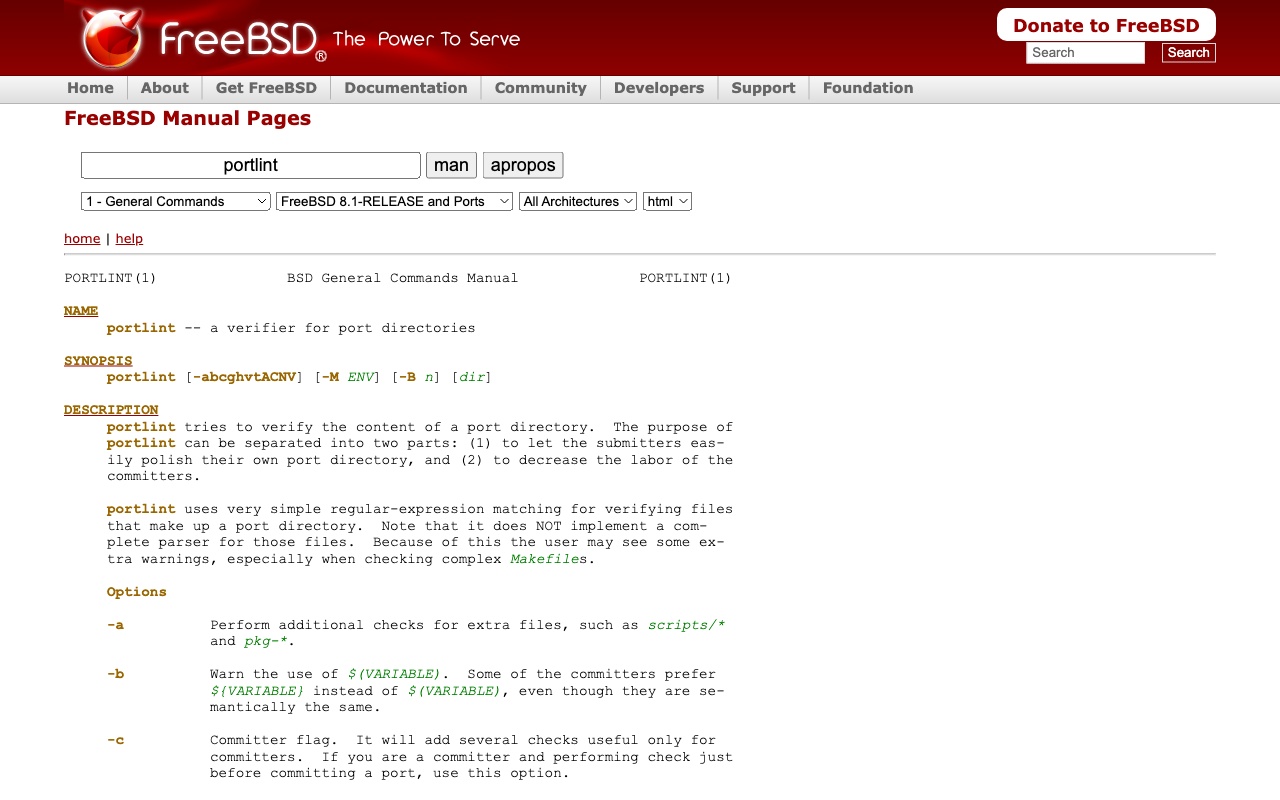 FreeBSD® The Power To Serve
Donate to FreeBSD
Search Search
Home About Get FreeBSD Documentation Community Developers Support Foundation
FreeBSD Manual Pages
portlint man apropos
1 - General Commands FreeBSD 8.1-RELEASE and Ports All Architectures html
home | help
PORTLINT(1) BSD General Commands Manual PORTLINT(1)
NAME
portlint -- a verifier for port directories
SYNOPSIS
portlint [-abcghvtACNV] [-M ENV] [-B n] [dir]
DESCRIPTION
portlint tries to verify the content of a port directory. The purpose of
portlint can be separated into two parts: (1) to let the submitters eas-
ily polish their own port directory, and (2) to decrease the labor of the
committers.
portlint uses very simple regular-expression matching for verifying files
that make up a port directory. Note that it does NOT implement a com-
plete parser for those files. Because of this the user may see some ex-
tra warnings, especially when checking complex Makefiles.
Options
-a Perform additional checks for extra files, such as scripts/*
and pkg-*.
-b Warn the use of $(VARIABLE). Some of the committers prefer
${VARIABLE} instead of $(VARIABLE), even though they are se-
mantically the same.
-c Committer flag. It will add several checks useful only for
committers. If you are a committer and performing check just
before committing a port, use this option.